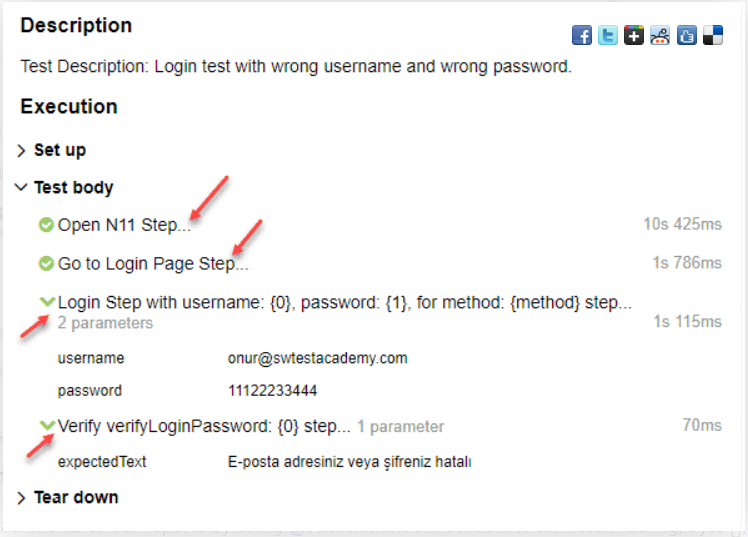 Description
Test Description: Login test with wrong username and wrong password.
Execution
Set up
Test body
Open N11 Step... 10s 425ms
Go to Login Page Step... 1s 786ms
Login Step with username: {0}, password: {1}, for method: {method} step...
2 parameters 1s 115ms
username onur@swtestacademy.com
password 11122233444
Verify verifyLoginPassword: {0} step... 1 parameter 70ms
expectedText E-posta adresiniz veya şifreniz hatalı
Tear down